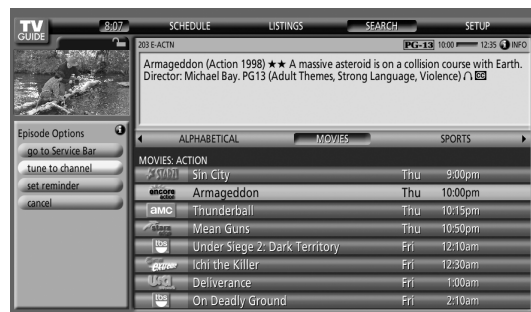 TV GUIDE 8:07 SCHEDULE LISTINGS SEARCH SETUP
203 E-ACTN PG-13 10:00 12:35 i INFO
Armageddon (Action 1998) ★★ A massive asteroid is on a collision course with Earth.
Director: Michael Bay. PG13 (Adult Themes, Strong Language, Violence) CC
Episode Options i
go to Service Bar
tune to channel
set reminder
cancel
ALPHABETICAL MOVIES SPORTS
MOVIES: ACTION
STARZ! Sin City Thu 9:00pm
encore action Armageddon Thu 10:00pm
amc Thunderball Thu 10:15pm
Mean Guns Thu 10:50pm
tbs Under Siege 2: Dark Territory Fri 12:10am
Ichi the Killer Fri 12:30am
USA Deliverance Fri 1:00am
tbs On Deadly Ground Fri 2:10am